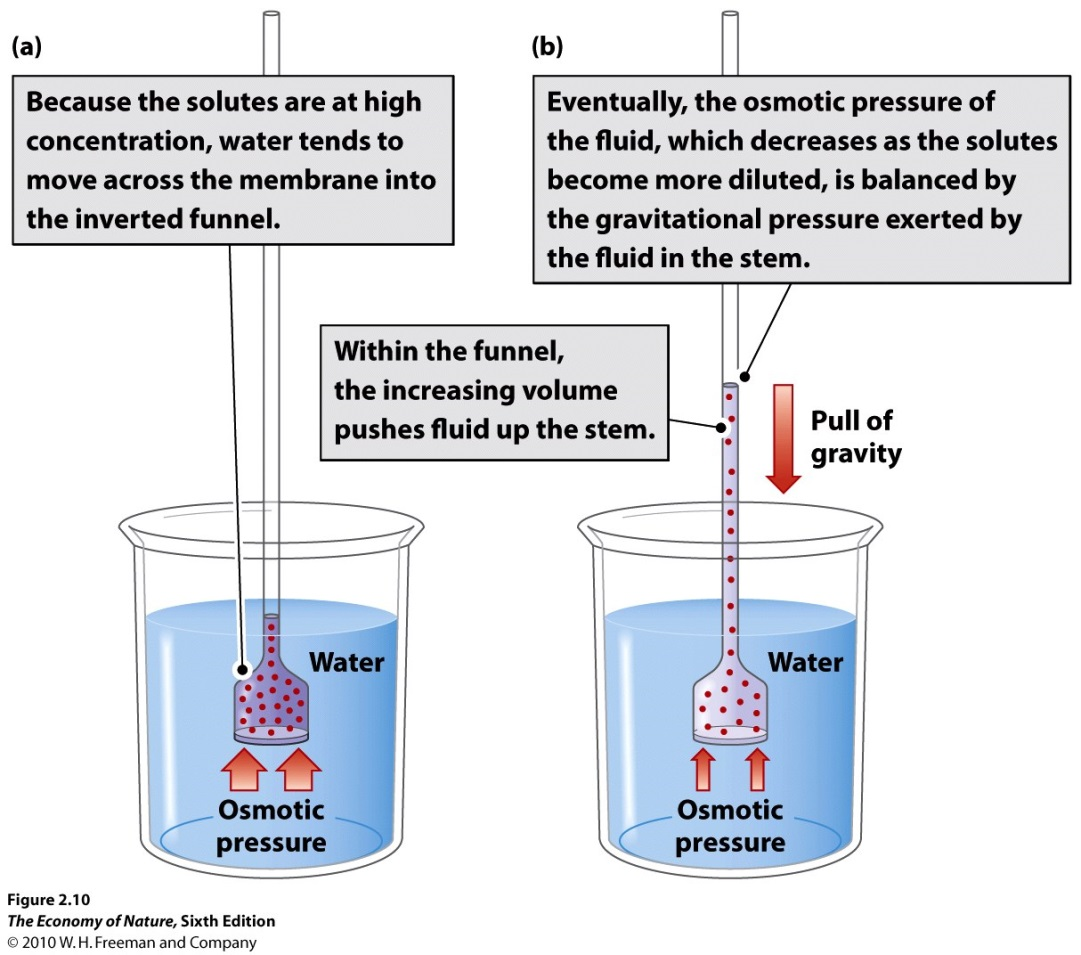 (a)
Because the solutes are at high
concentration, water tends to
move across the membrane into
the inverted funnel.
Water
Osmotic
pressure
(b)
Eventually, the osmotic pressure of
the fluid, which decreases as the solutes
become more diluted, is balanced by
the gravitational pressure exerted by
the fluid in the stem.
Within the funnel,
the increasing volume
pushes fluid up the stem.
Pull of
gravity
Water
Osmotic
pressure
Figure 2.10
The Economy of Nature, Sixth Edition
© 2010 W. H. Freeman and Company